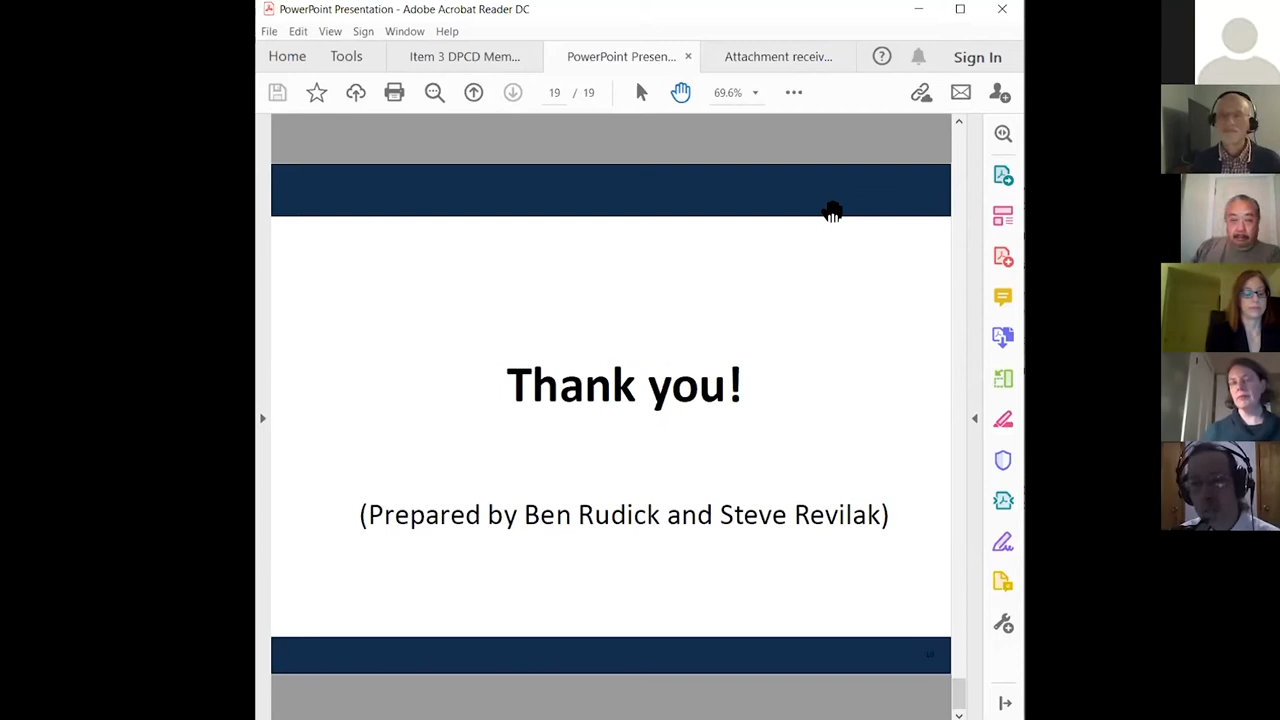 PowerPoint Presentation - Adobe Acrobat Reader DC
File Edit View Sign Window Help
Home Tools Item 3 DPCD Mem... PowerPoint Presen... × Attachment receiv... ? Sign In
19 / 19 69.6%
Thank you!
(Prepared by Ben Rudick and Steve Revilak)